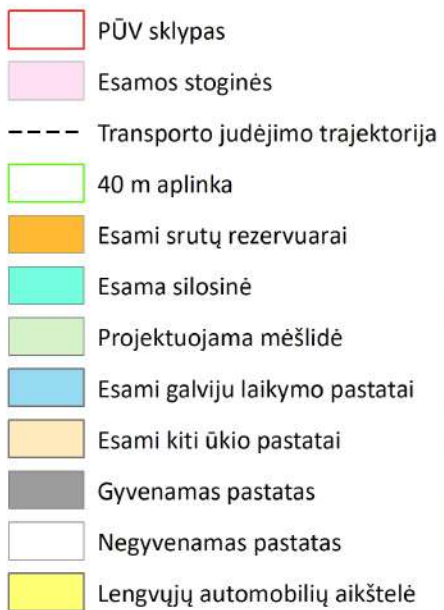 PŪV sklypas
Esamos stoginės
Transporto judėjimo trajektorija
40 m aplinka
Esami srutų rezervuarai
Esama silosinė
Projektuojama mėšlidė
Esami galviju laikymo pastatai
Esami kiti ūkio pastatai
Gyvenamas pastatas
Negyvenamas pastatas
Lengvųjų automobilių aikštelė